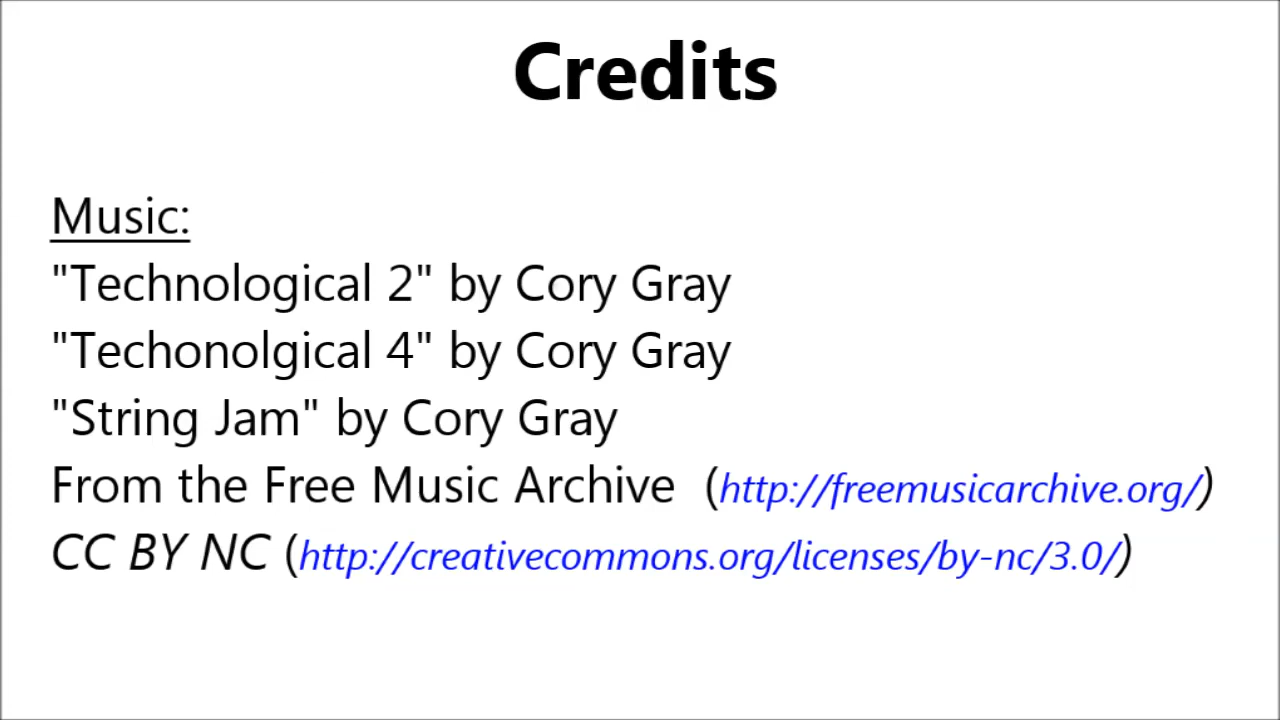 Credits
Music:
"Technological 2" by Cory Gray
"Techonolgical 4" by Cory Gray
"String Jam" by Cory Gray
From the Free Music Archive (http://freemusicarchive.org/)
CC BY NC (http://creativecommons.org/licenses/by-nc/3.0/)